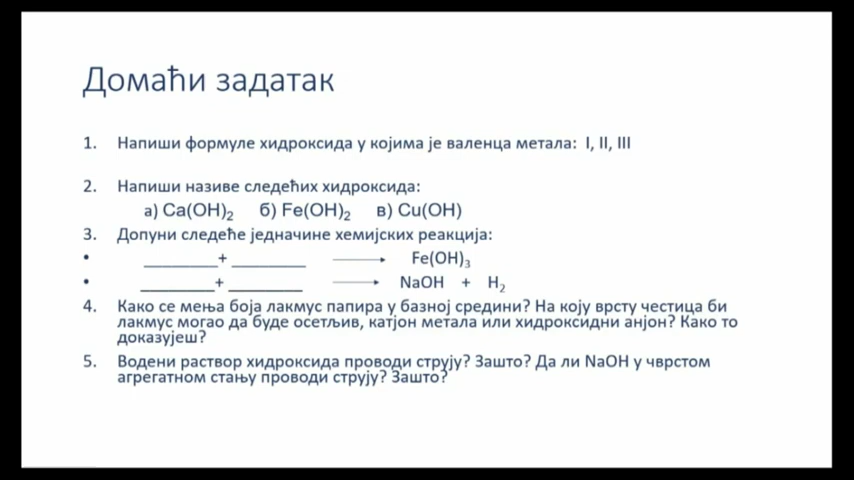 Домаћи задатак
1. Напиши формуле хидроксида у којима је валенца метала: I, II, III
2. Напиши називе следећих хидроксида:
а) Ca(OH)₂ б) Fe(OH)₂ в) Cu(OH)
3. Допуни следеће једначине хемијских реакција:
• ________+ ________ ⟶ Fe(OH)₃
• ________+ ________ ⟶ NaOH + H₂
4. Како се мења боја лакмус папира у базној средини? На коју врсту честица би
лакмус могао да буде осетљив, катјон метала или хидроксидни анјон? Како то
доказујеш?
5. Водени раствор хидроксида проводи струју? Зашто? Да ли NaOH у чврстом
агрегатном стању проводи струју? Зашто?